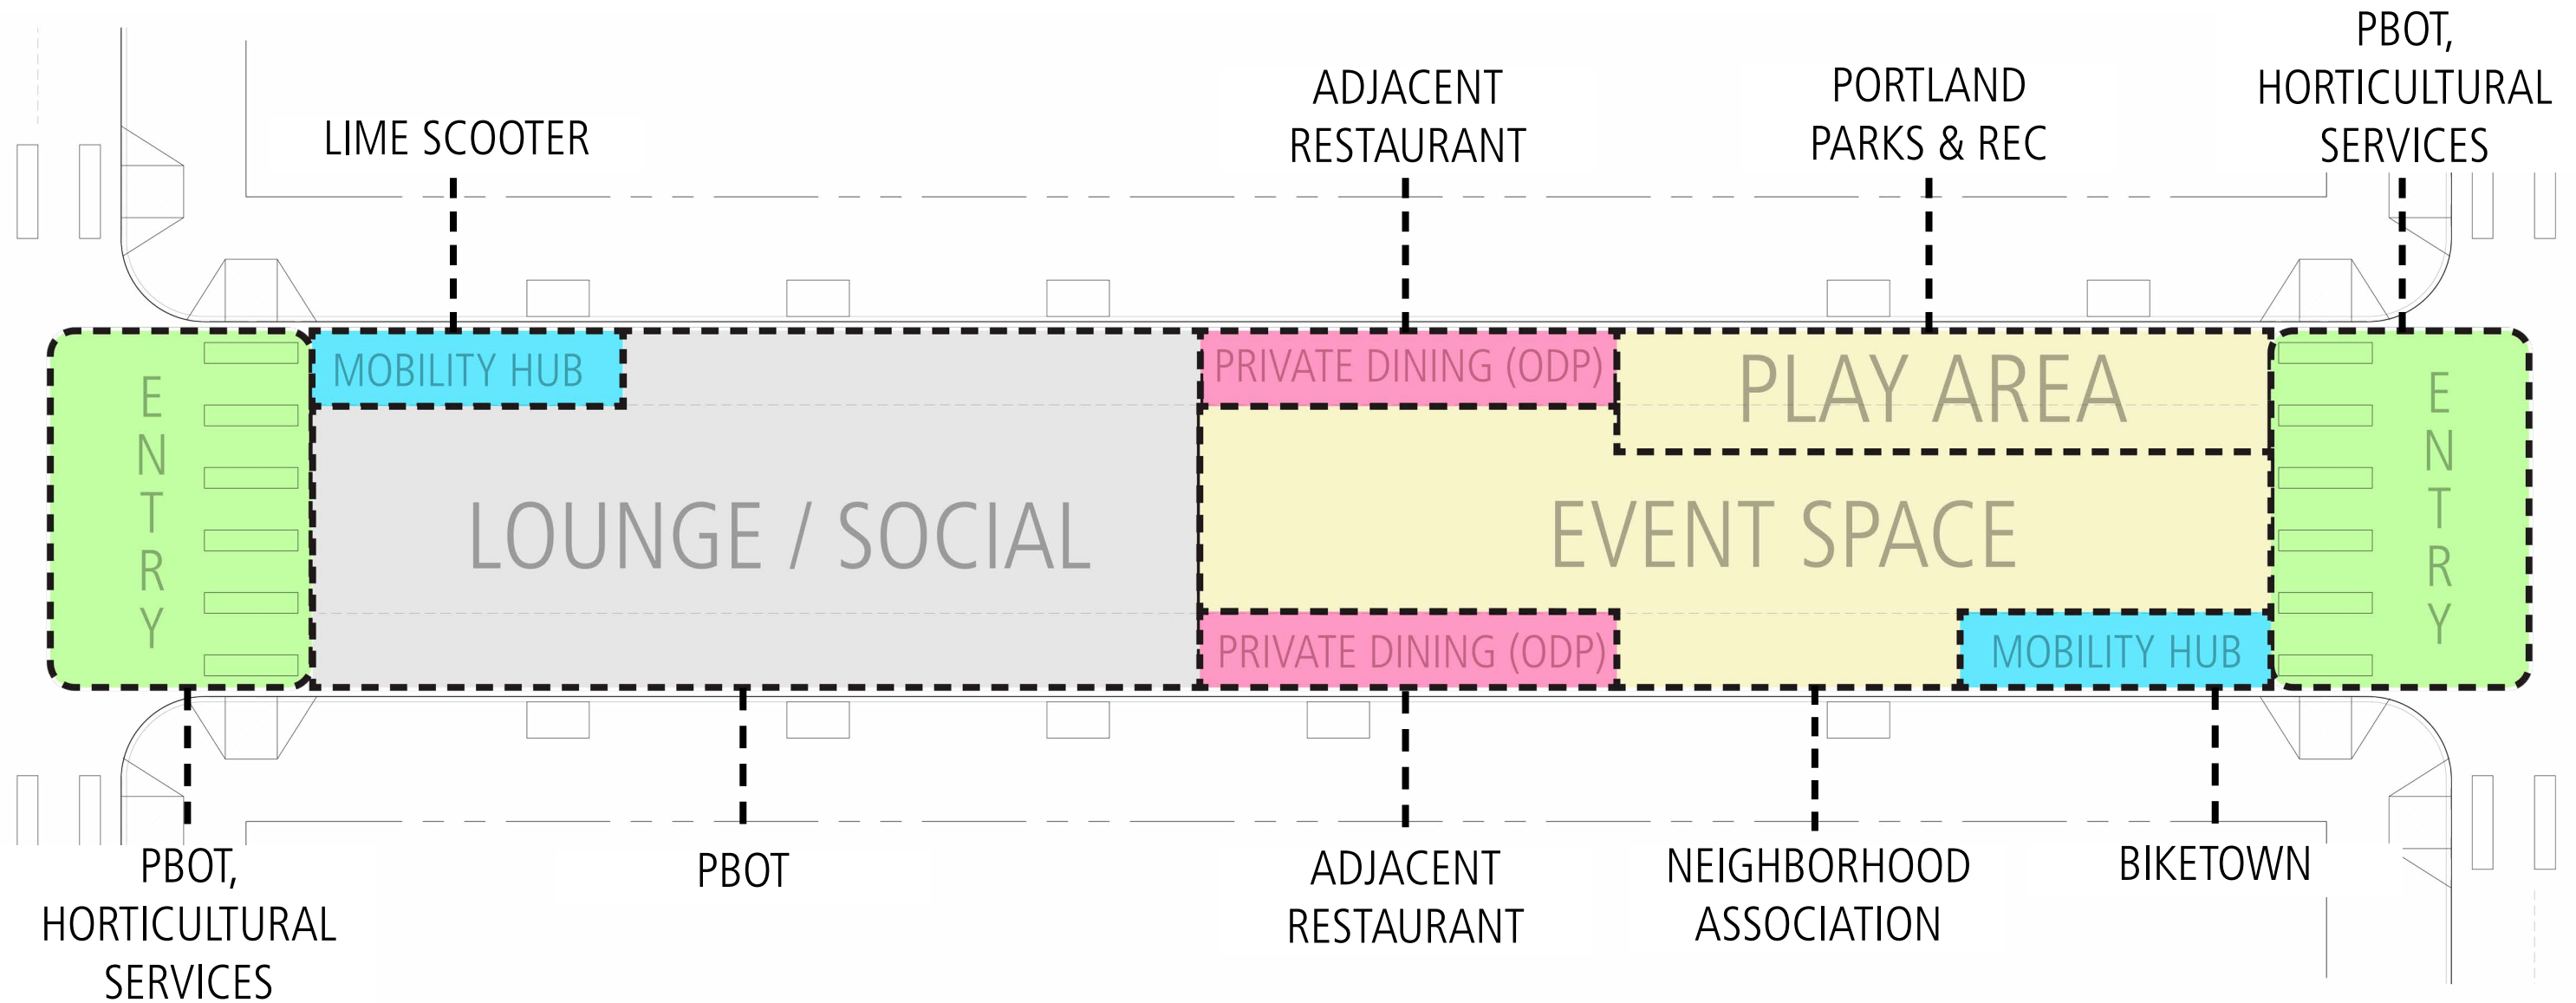 PBOT,
HORTICULTURAL
SERVICES
ADJACENT
RESTAURANT
PORTLAND
PARKS & REC
LIME SCOOTER
ENTRY
MOBILITY HUB
LOUNGE / SOCIAL
PRIVATE DINING (ODP)
PLAY AREA
EVENT SPACE
PRIVATE DINING (ODP)
MOBILITY HUB
ENTRY
PBOT,
HORTICULTURAL
SERVICES
PBOT
ADJACENT
RESTAURANT
NEIGHBORHOOD
ASSOCIATION
BIKETOWN